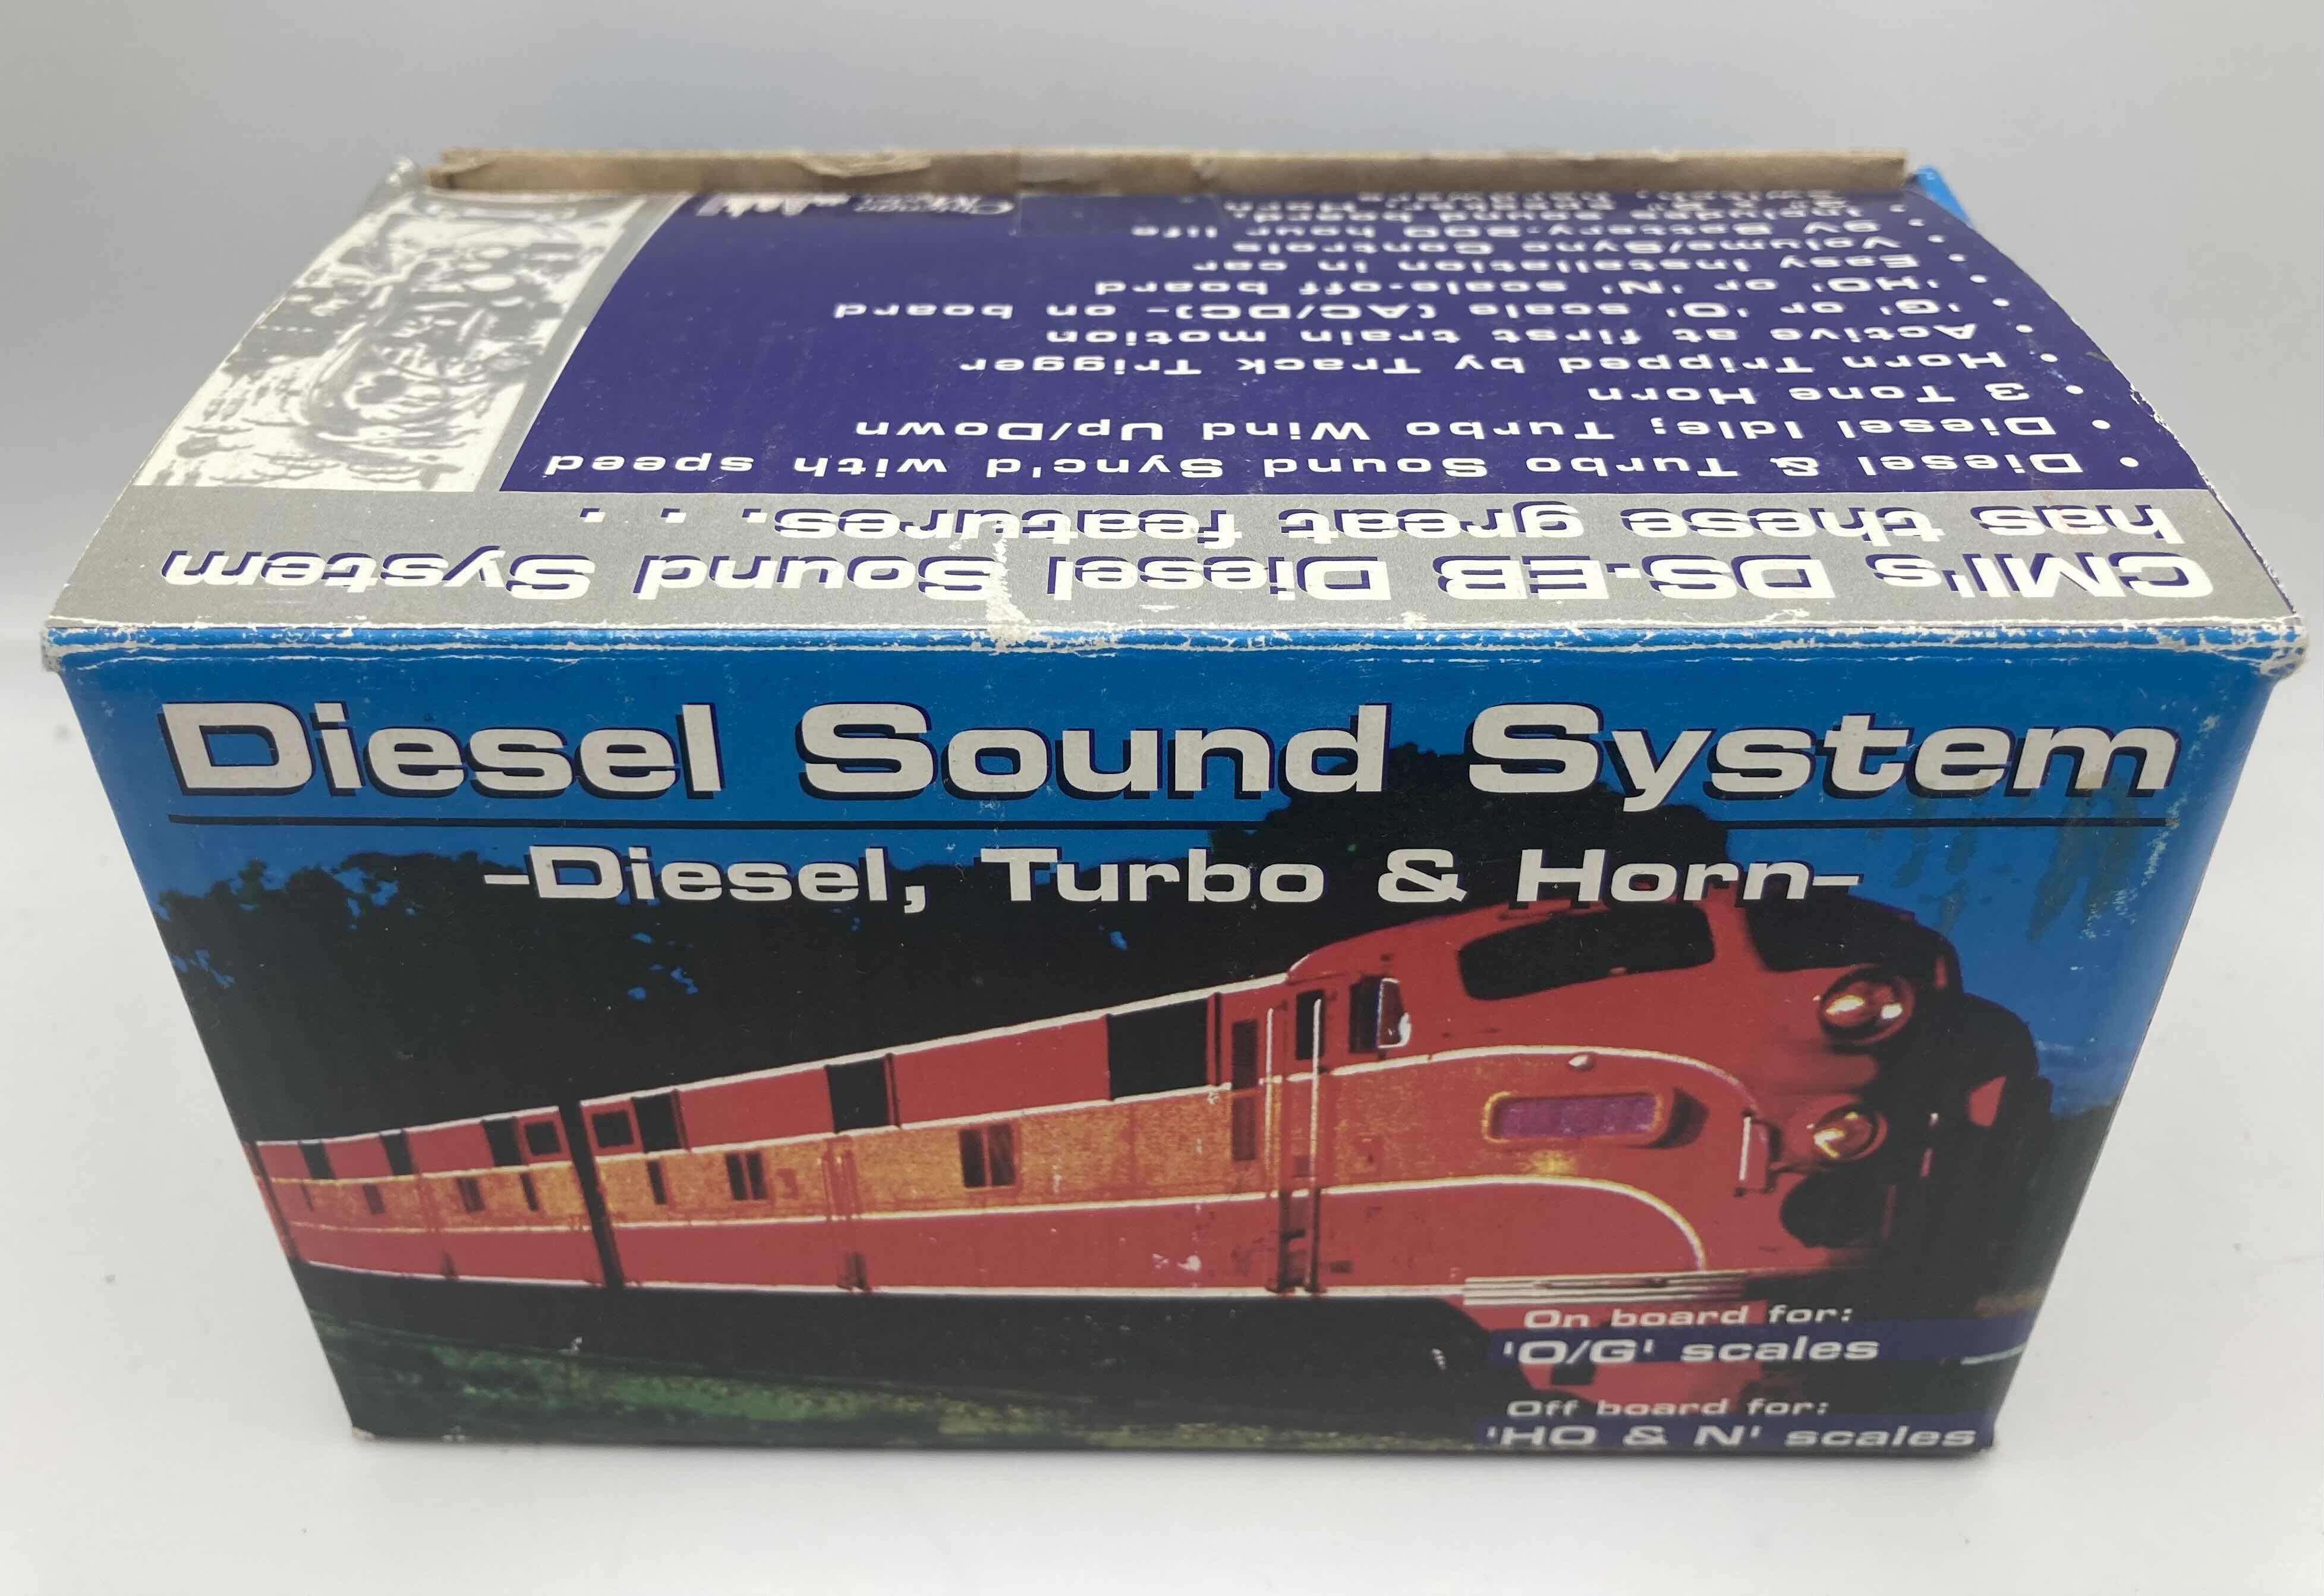 CMI's DS-EB Diesel Sound System
has these great features. . . .
• Diesel & Turbo Sound Sync'd with speed
• Diesel Idle; Turbo Wind Up/Down
• 3 Tone Horn
• Horn Tripped by Track Trigger
• Active at first train motion
• 'G' or 'O' scale (AC/DC) - on board
'HO' or 'N' scale-off board
• Easy Installation in car
• Volume/Sync Controls
• 9V Battery-200 hour life
• Includes sound board,
Diesel Sound System
-Diesel, Turbo & Horn-
On board for:
'O/G' scales
Off board for:
'HO & N' scales